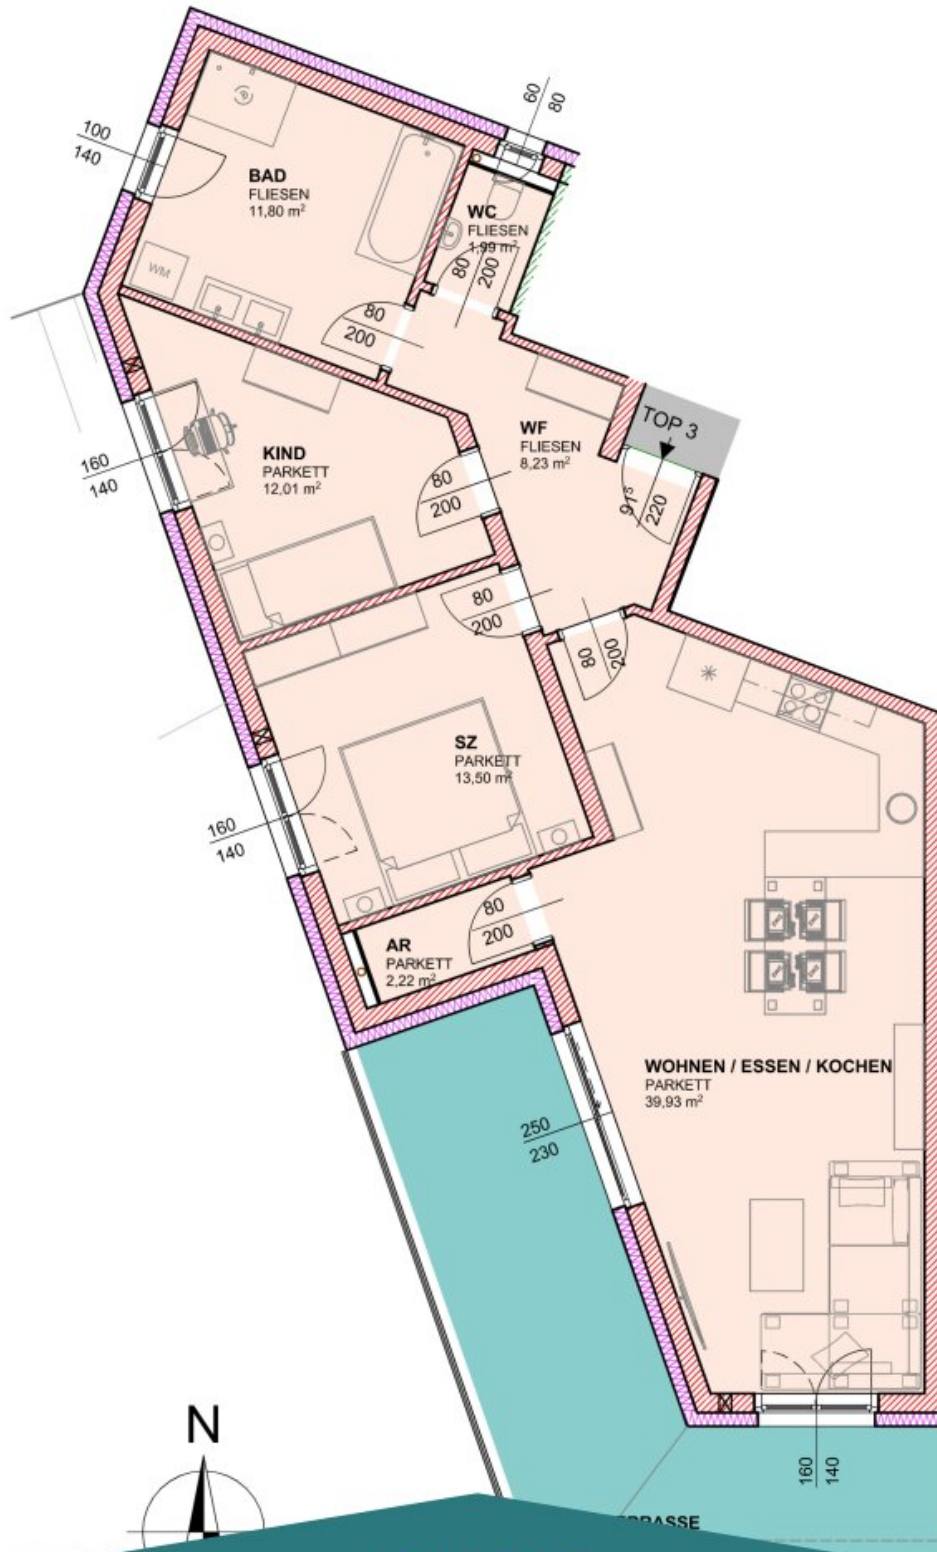 60
80
100
140
BAD
FLIESEN
11,80 m²
WC
FLIESEN
1,99 m²
80
200
WM
80
200
TOP 3
WF
FLIESEN
8,23 m²
91⁵
220
KIND
PARKETT
12,01 m²
160
140
80
200
80
200
80
200
SZ
PARKETT
13,50 m²
160
140
80
200
AR
PARKETT
2,22 m²
WOHNEN / ESSEN / KOCHEN
PARKETT
39,93 m²
250
230
N
160
140